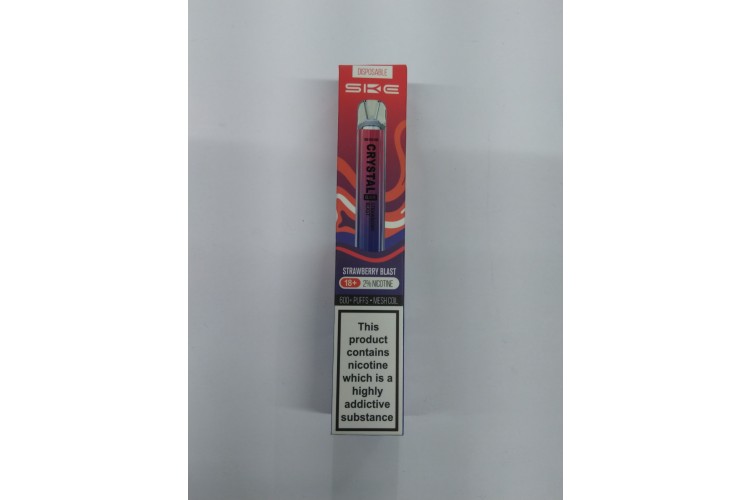 DISPOSABLE
SKE
CRYSTAL
STRAWBERRY BLAST
18+ 2% NICOTINE
600+ PUFFS • MESH COIL
This
product
contains
nicotine
which is a
highly
addictive
substance